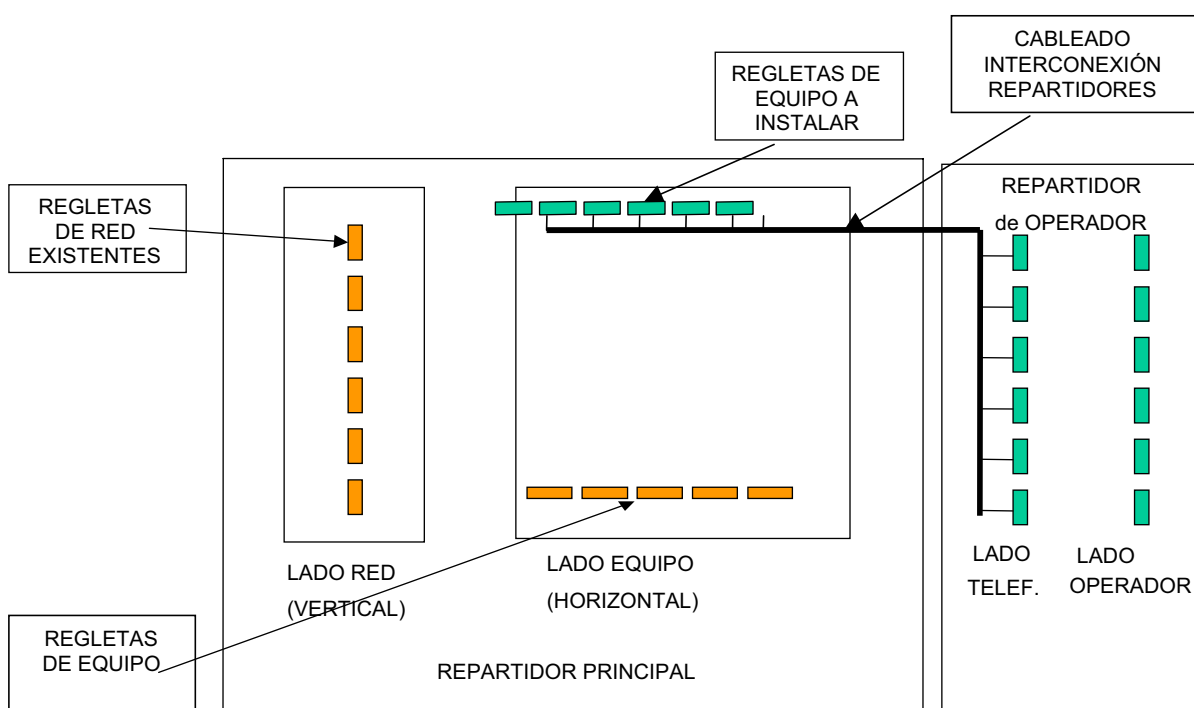 CABLEADO
INTERCONEXIÓN
REPARTIDORES
REGLETAS DE
EQUIPO A
INSTALAR
REGLETAS
DE RED
EXISTENTES
REPARTIDOR
de OPERADOR
LADO RED
(VERTICAL)
LADO EQUIPO
(HORIZONTAL)
LADO
TELEF.
LADO
OPERADOR
REGLETAS
DE EQUIPO
REPARTIDOR PRINCIPAL